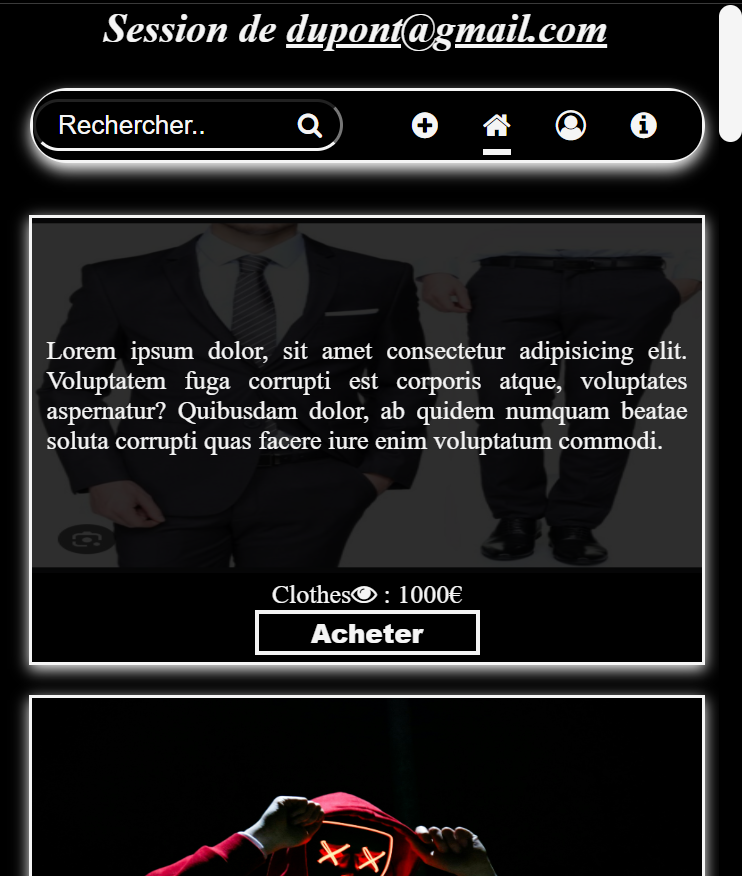 Session de dupont@gmail.com
Rechercher..
Lorem ipsum dolor, sit amet consectetur adipisicing elit.
Voluptatem fuga corrupti est corporis atque, voluptates
aspernatur? Quibusdam dolor, ab quidem numquam beatae
soluta corrupti quas facere iure enim voluptatum commodi.
Clothes : 1000€
Acheter